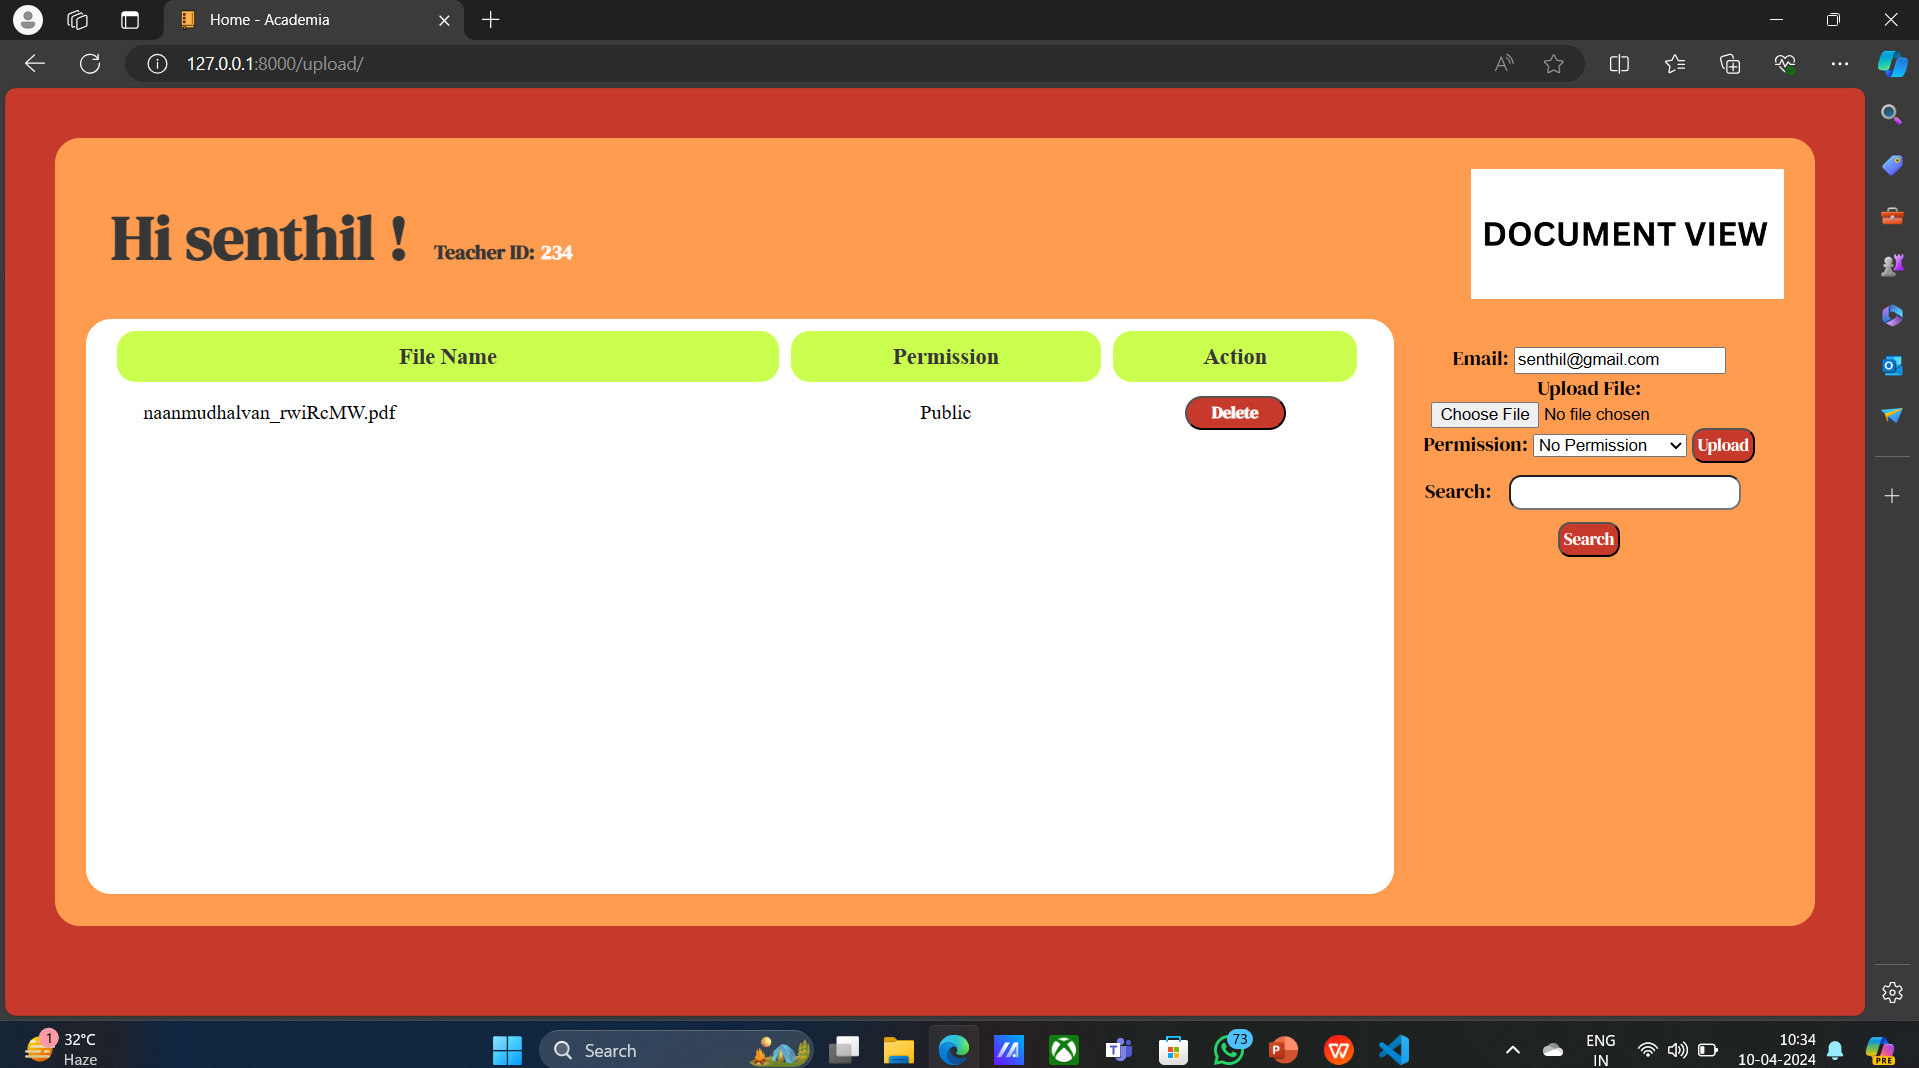 Home - Academia
127.0.0.1:8000/upload/
Hi senthil !
Teacher ID: 234
DOCUMENT VIEW
File Name Permission Action
naanmudhalvan_rwiRcMW.pdf Public Delete
Email: senthil@gmail.com
Upload File:
Choose File No file chosen
Permission: No Permission Upload
Search:
Search
1
32°C
Haze
Search
73
ENG
IN
10:34
10-04-2024
PRE